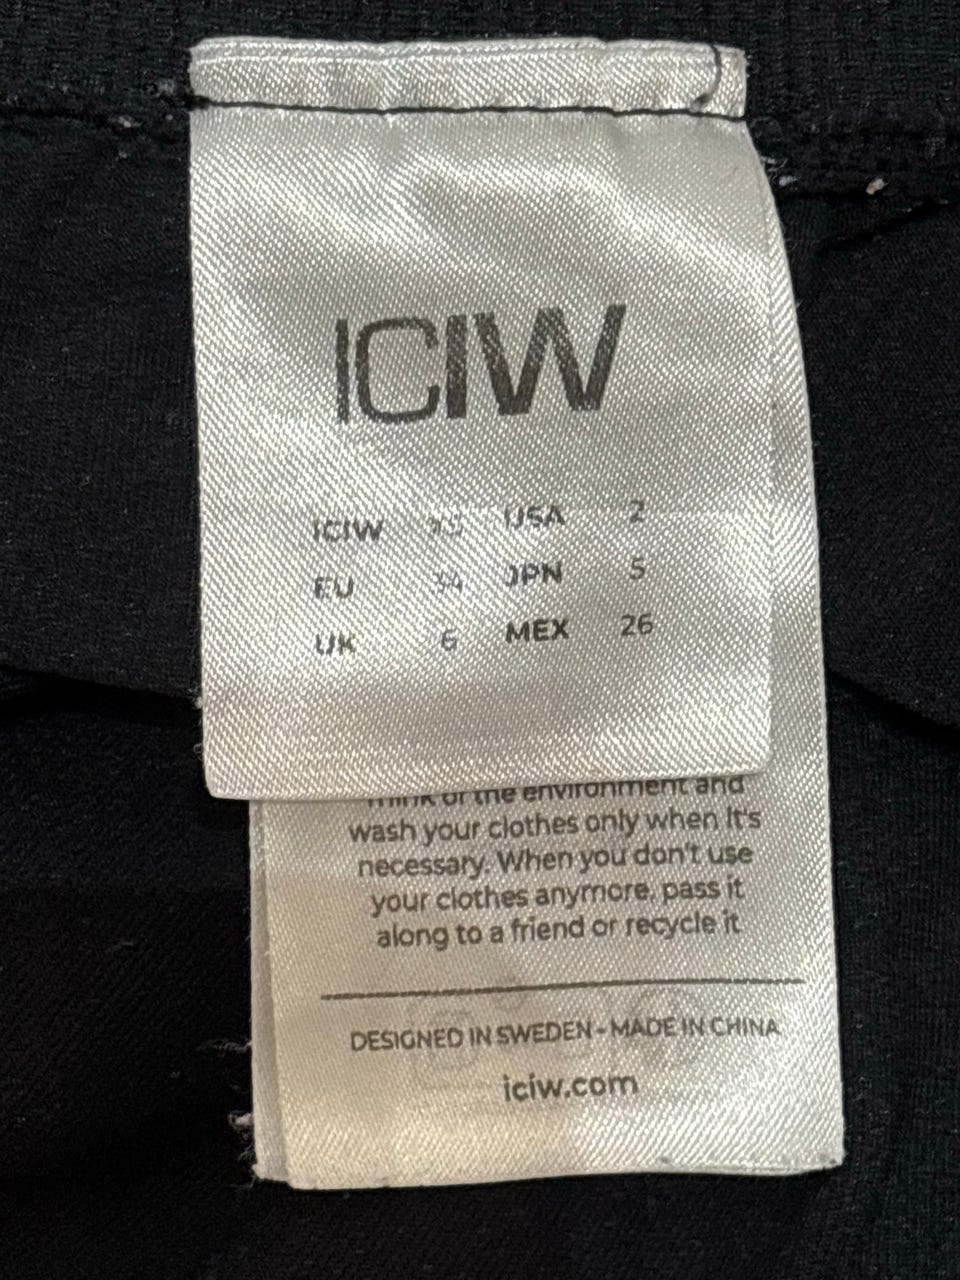 ICIW
ICIW XS USA 2
EU 34 JPN 5
UK 6 MEX 26
Think of the environment and
wash your clothes only when it's
necessary. When you don't use
your clothes anymore, pass it
along to a friend or recycle it
DESIGNED IN SWEDEN - MADE IN CHINA
iciw.com